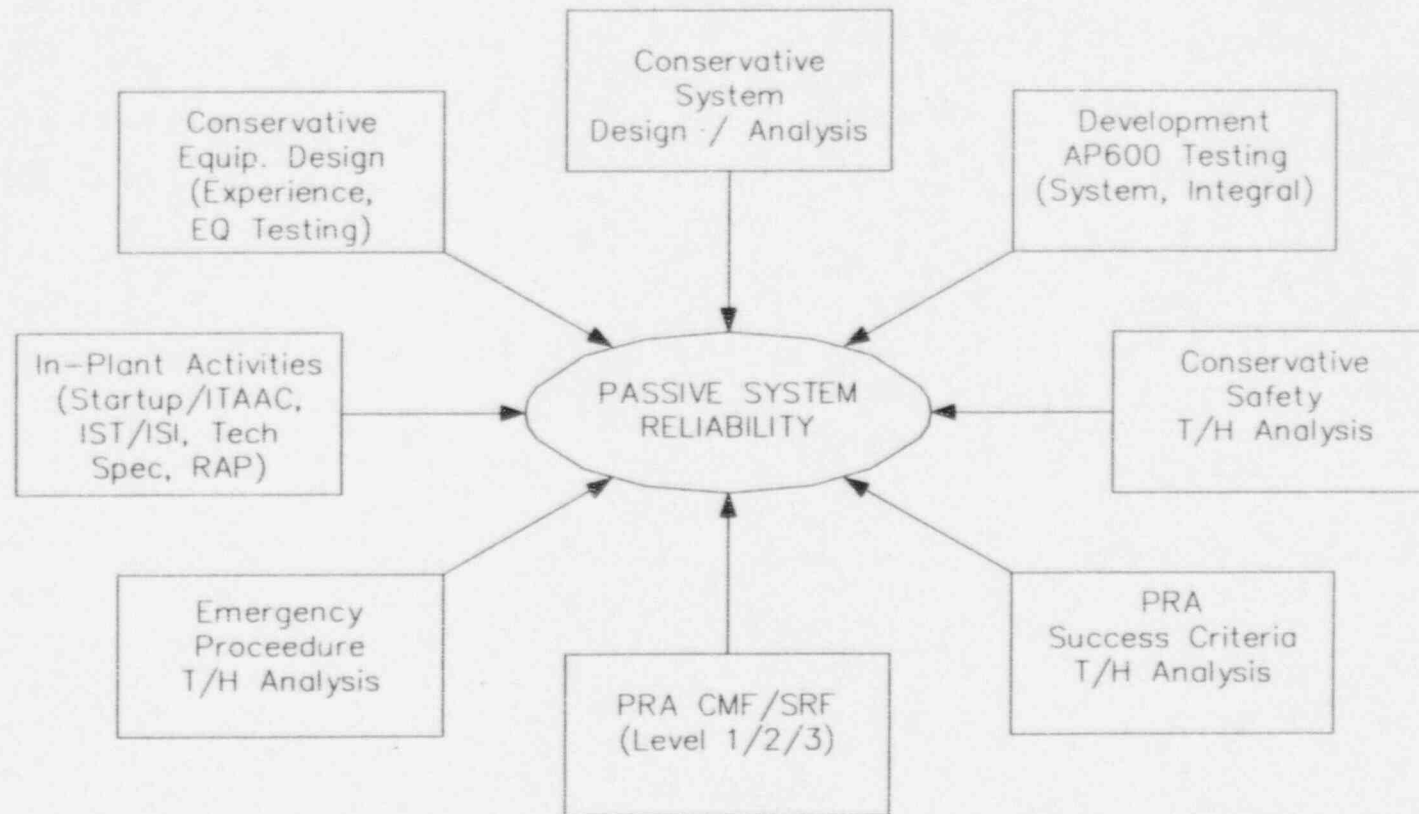 Conservative
System
Design / Analysis
Conservative
Equip. Design
(Experience,
EQ Testing)
Development
AP600 Testing
(System, Integral)
In-Plant Activities
(Startup/ITAAC,
IST/ISI, Tech
Spec, RAP)
PASSIVE SYSTEM
RELIABILITY
Conservative
Safety
T/H Analysis
Emergency
Proceedure
T/H Analysis
PRA CMF/SRF
(Level 1/2/3)
PRA
Success Criteria
T/H Analysis